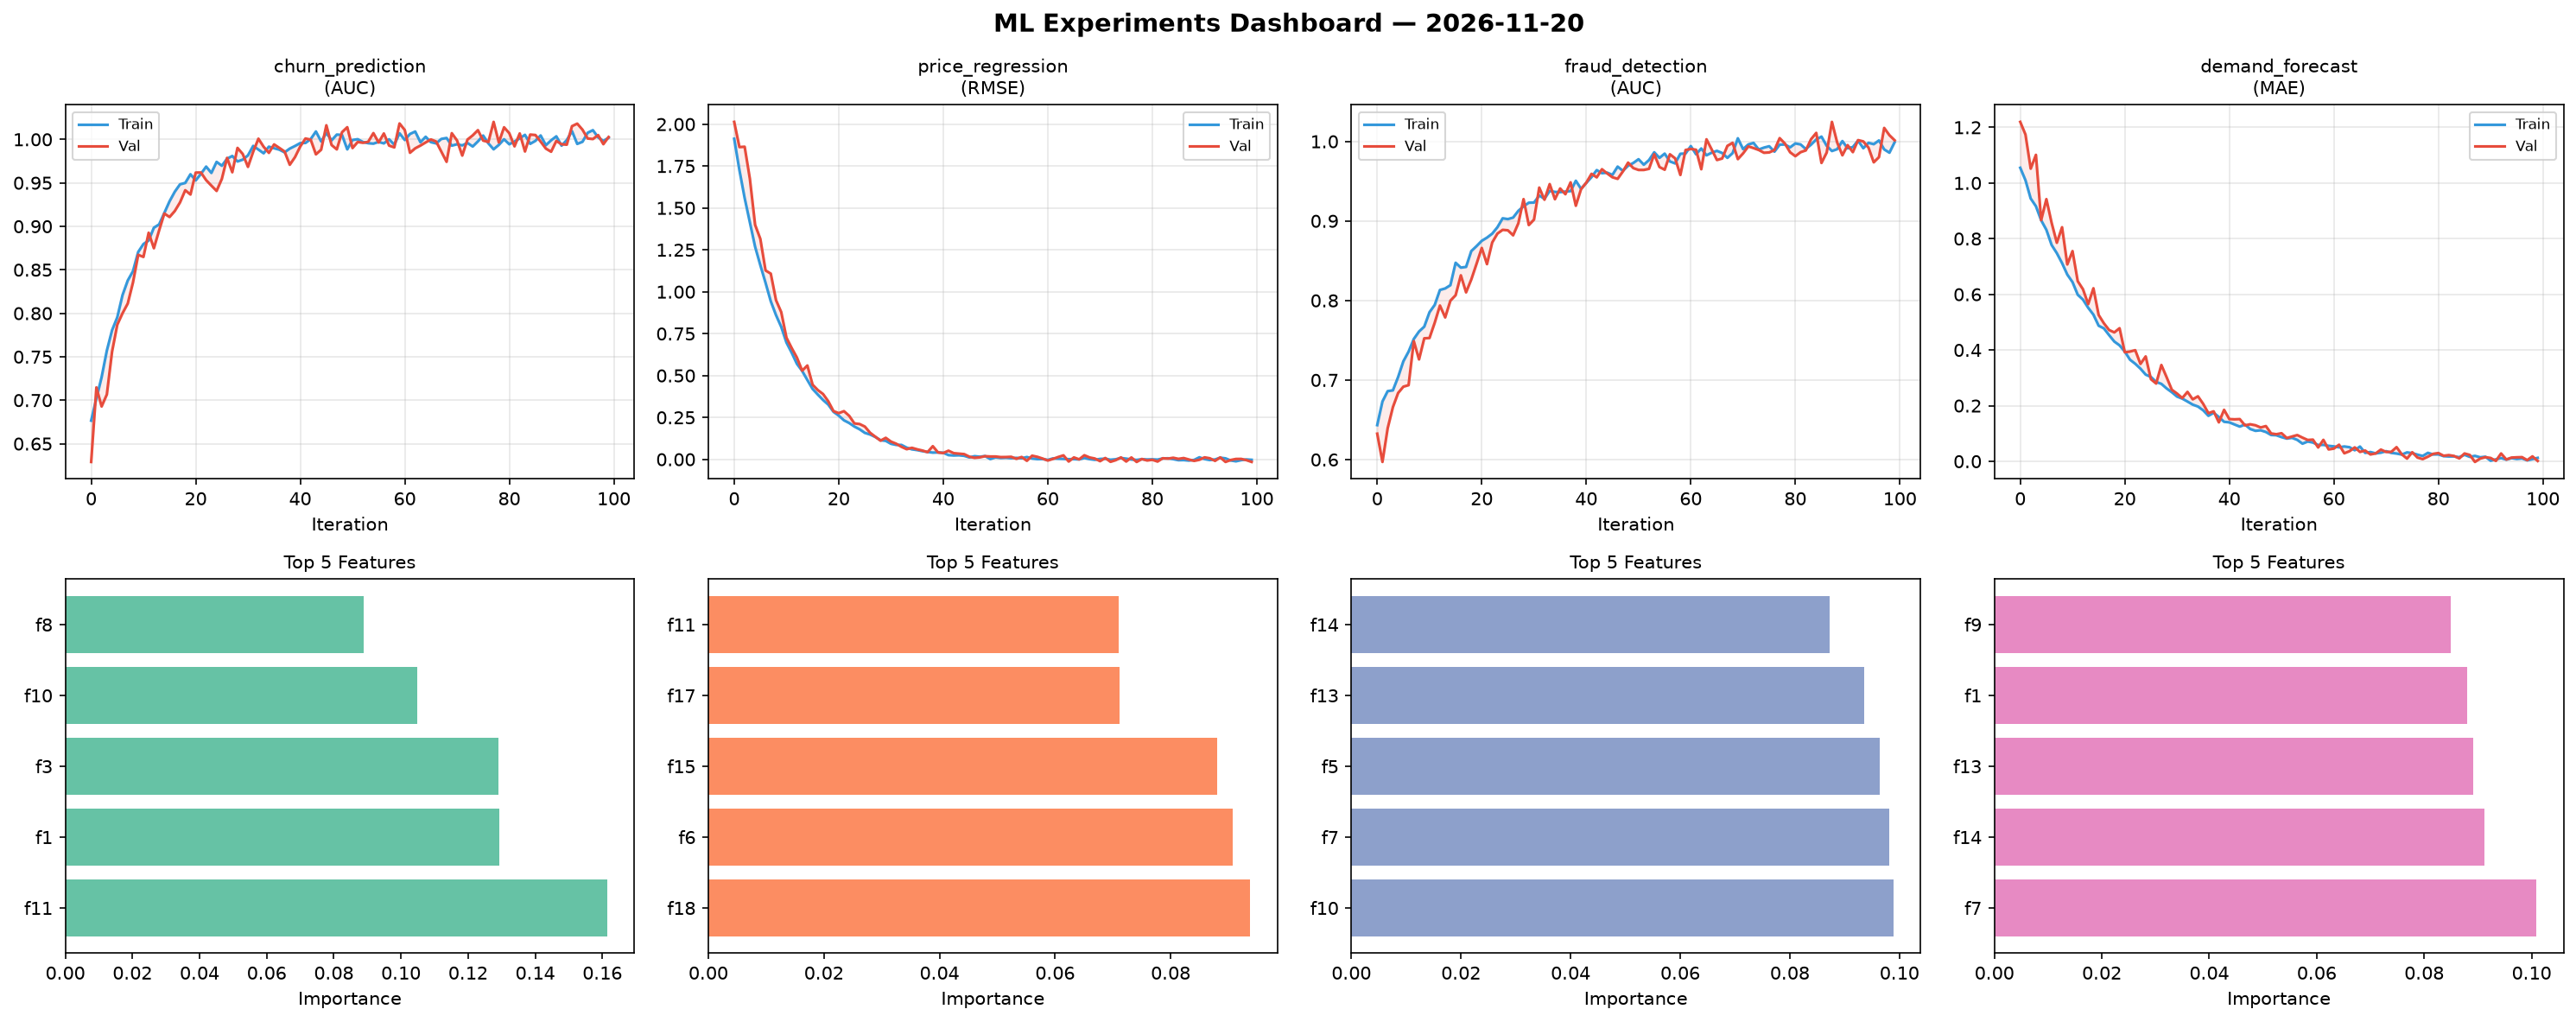 ML Experiments Dashboard — 2026-11-20
churn_prediction
(AUC)
Train
Val
1.00
0.95
0.90
0.85
0.80
0.75
0.70
0.65
0 20 40 60 80 100
Iteration
price_regression
(RMSE)
Train
Val
2.00
1.75
1.50
1.25
1.00
0.75
0.50
0.25
0.00
0 20 40 60 80 100
Iteration
fraud_detection
(AUC)
Train
Val
1.0
0.9
0.8
0.7
0.6
0 20 40 60 80 100
Iteration
demand_forecast
(MAE)
Train
Val
1.2
1.0
0.8
0.6
0.4
0.2
0.0
0 20 40 60 80 100
Iteration
Top 5 Features
f8
f10
f3
f1
f11
0.00 0.02 0.04 0.06 0.08 0.10 0.12 0.14 0.16
Importance
Top 5 Features
f11
f17
f15
f6
f18
0.00 0.02 0.04 0.06 0.08
Importance
Top 5 Features
f14
f13
f5
f7
f10
0.00 0.02 0.04 0.06 0.08 0.10
Importance
Top 5 Features
f9
f1
f13
f14
f7
0.00 0.02 0.04 0.06 0.08 0.10
Importance